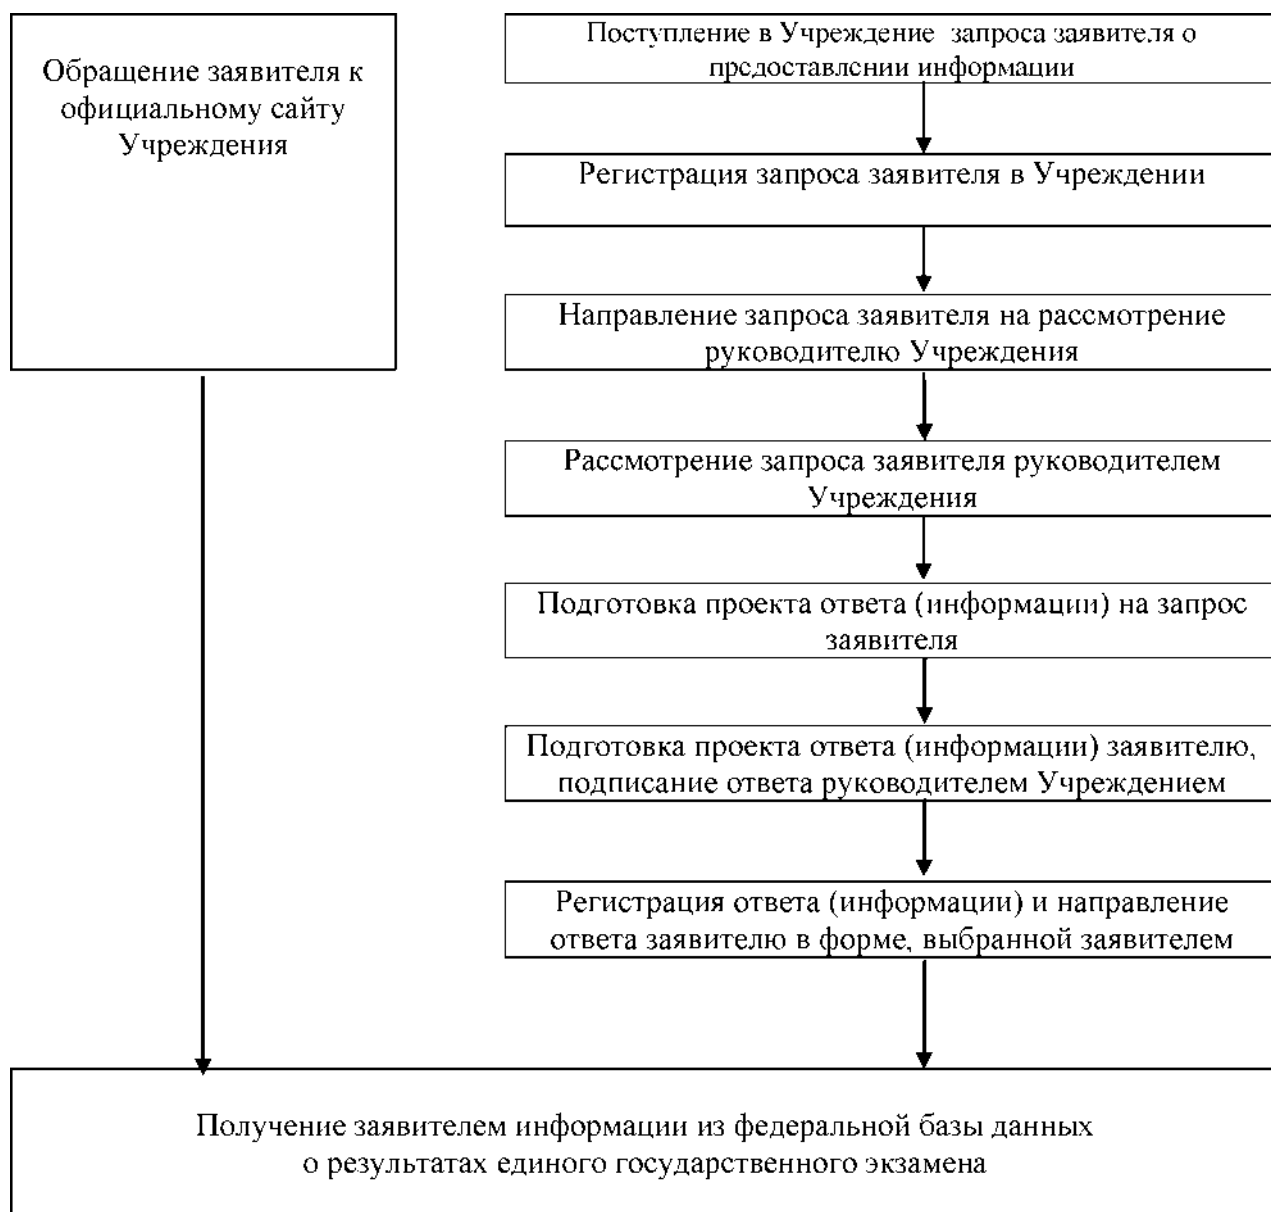 Обращение заявителя к
официальному сайту
Учреждения
Поступление в Учреждение запроса заявителя о
предоставлении информации
Регистрация запроса заявителя в Учреждении
Направление запроса заявителя на рассмотрение
руководителю Учреждения
Рассмотрение запроса заявителя руководителем
Учреждения
Подготовка проекта ответа (информации) на запрос
заявителя
Подготовка проекта ответа (информации) заявителю,
подписание ответа руководителем Учреждением
Регистрация ответа (информации) и направление
ответа заявителю в форме, выбранной заявителем
Получение заявителем информации из федеральной базы данных
о результатах единого государственного экзамена